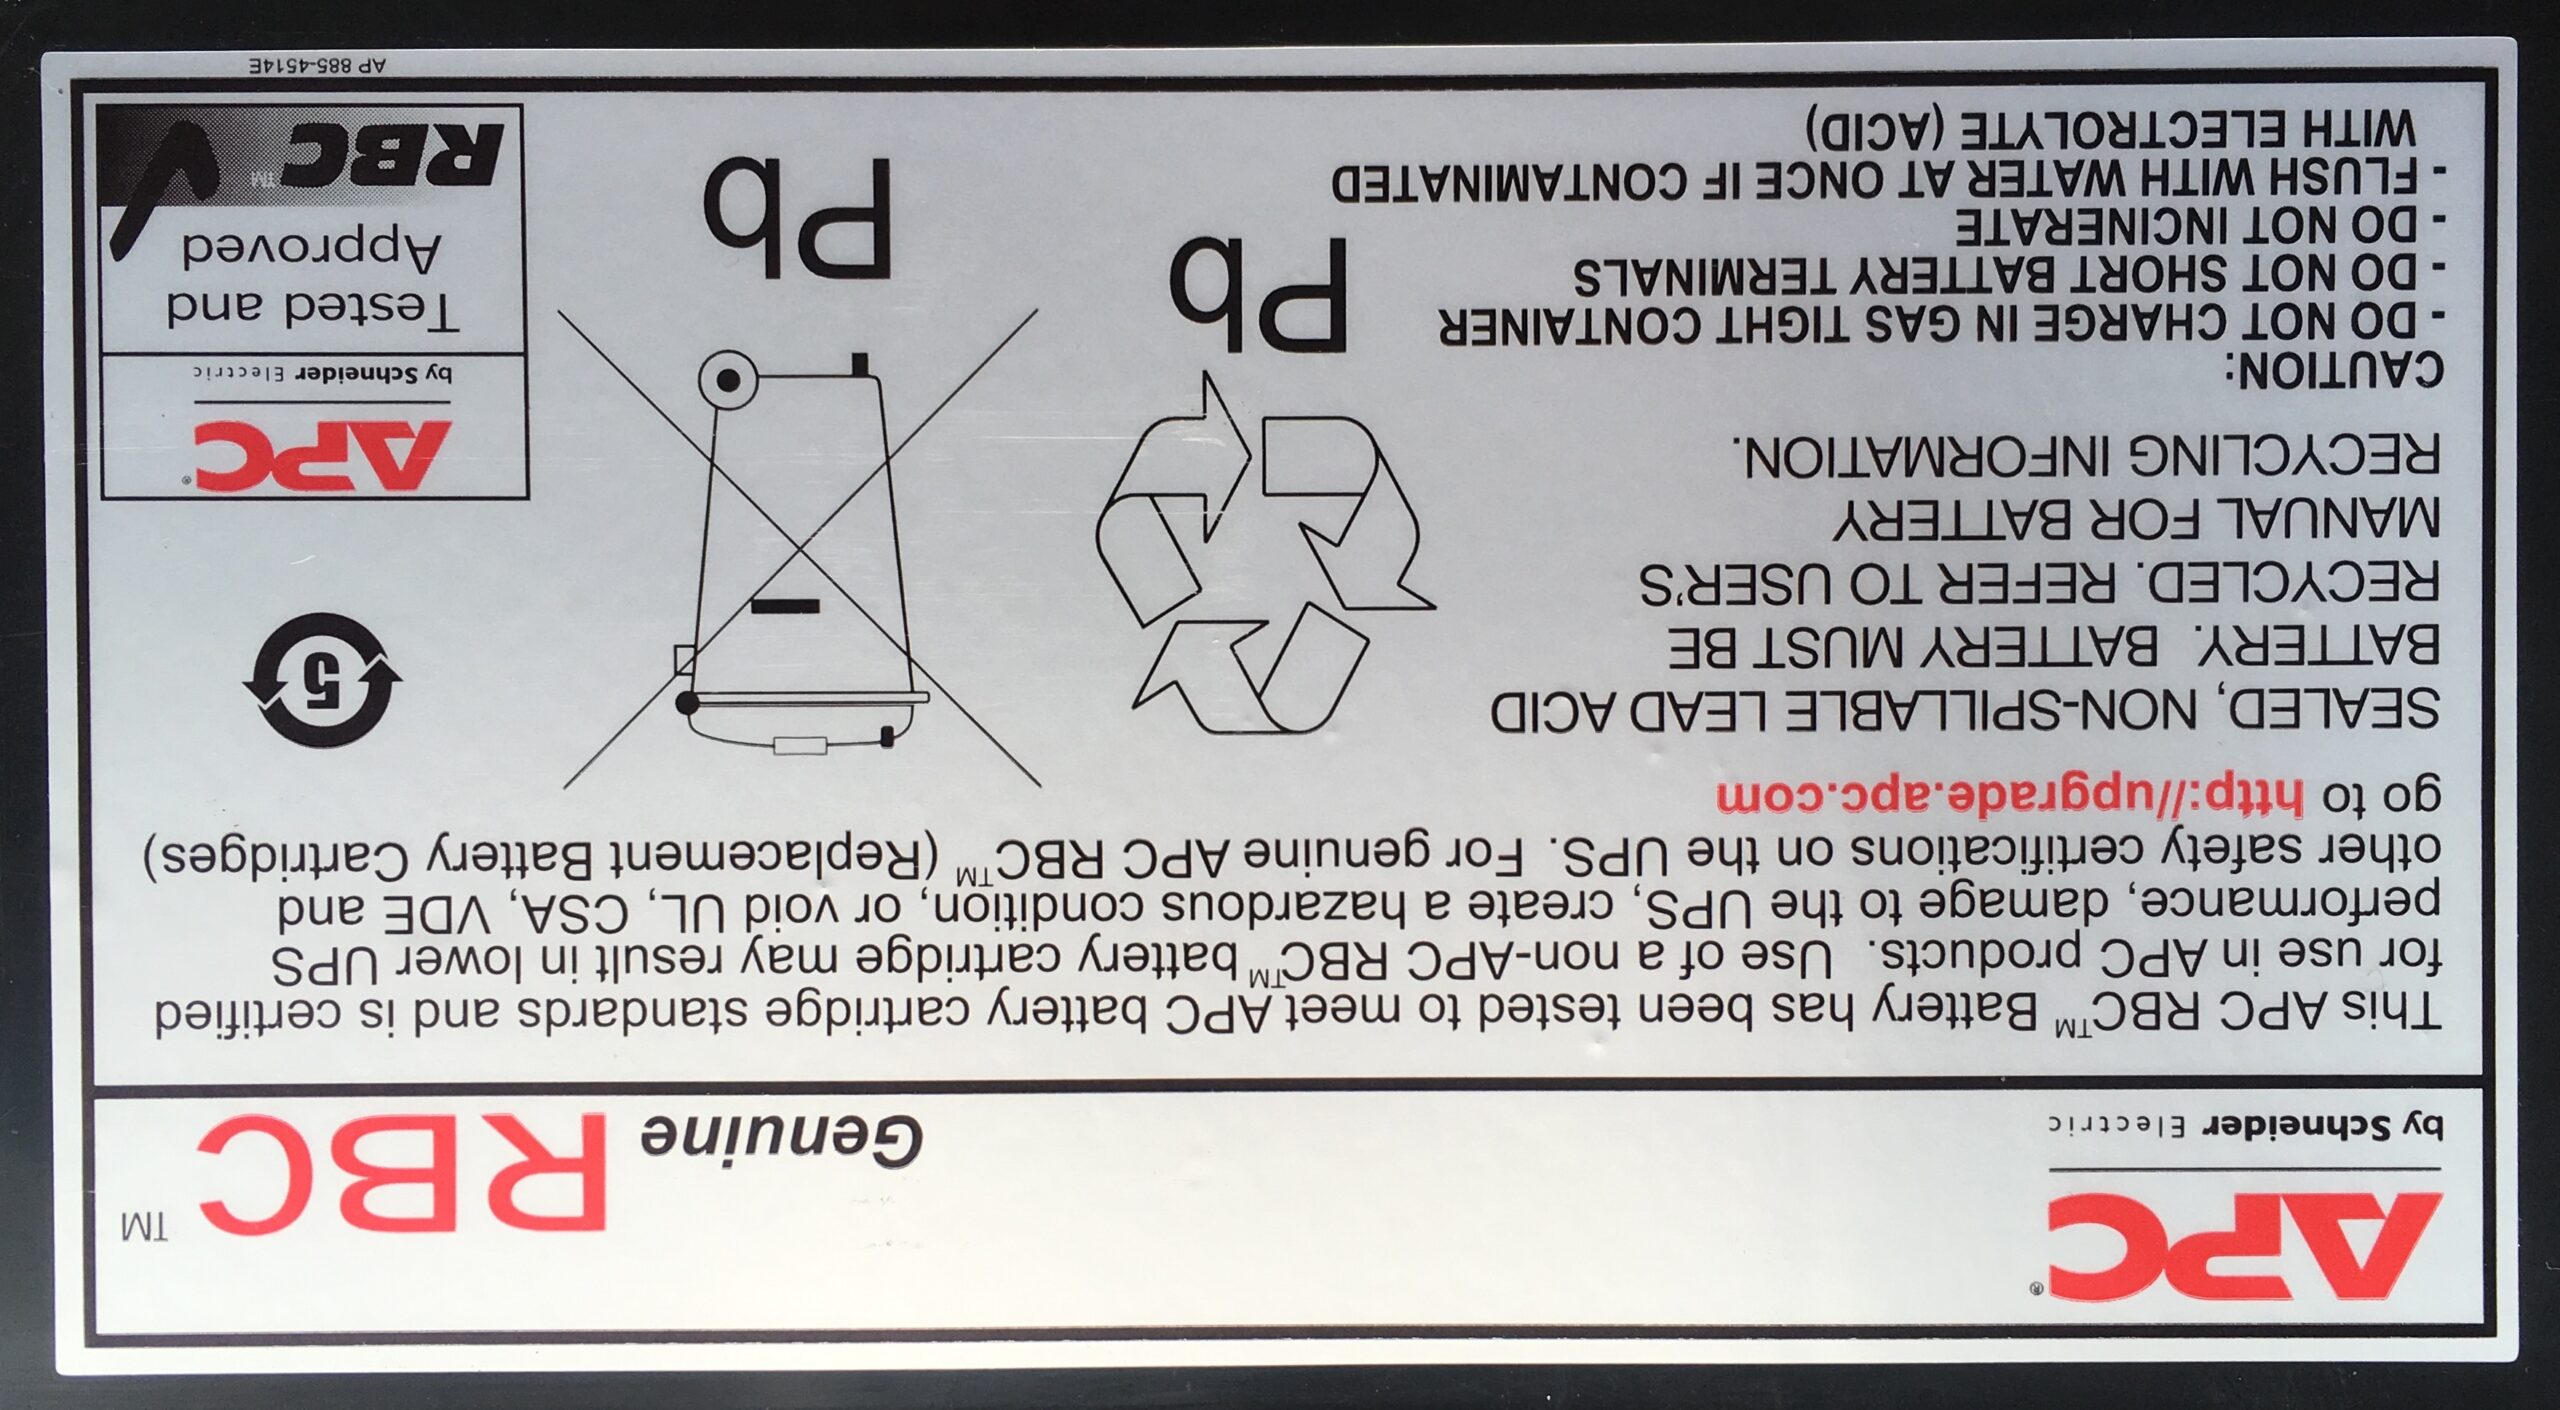 APC®
by Schneider Electric
Genuine RBC™
This APC RBC™ Battery has been tested to meet APC battery cartridge standards and is certified
for use in APC products.  Use of a non-APC RBC™ battery cartridge may result in lower UPS
performance, damage to the UPS, create a hazardous condition, or void UL, CSA, VDE and
other safety certifications on the UPS.  For genuine APC RBC™ (Replacement Battery Cartridges)
go to http://upgrade.apc.com
SEALED, NON-SPILLABLE LEAD ACID
BATTERY.  BATTERY MUST BE
RECYCLED. REFER TO USER'S
MANUAL FOR BATTERY
RECYCLING INFORMATION.
CAUTION:
- DO NOT CHARGE IN GAS TIGHT CONTAINER
- DO NOT SHORT BATTERY TERMINALS
- DO NOT INCINERATE
- FLUSH WITH WATER AT ONCE IF CONTAMINATED
WITH ELECTROLYTE (ACID)
Pb
Pb
5
APC®
by Schneider Electric
Tested and
Approved
RBC™
AP 885-4514E